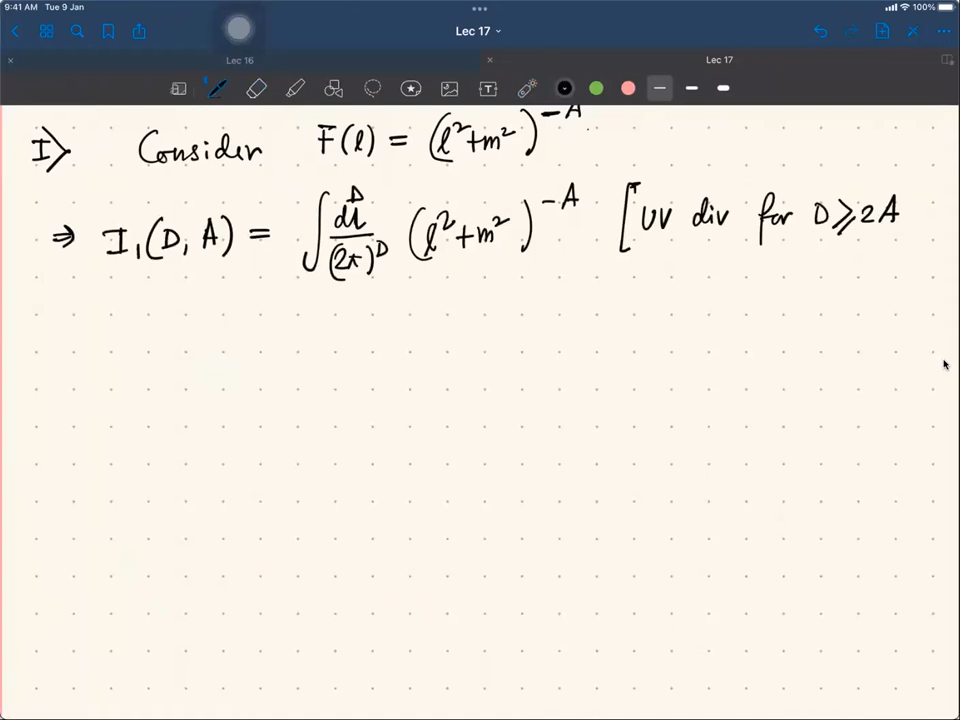 9:41 AM Tue 9 Jan
100%
Lec 17
Lec 16
Lec 17
I> Consider F(l) = (l²+m²)^{-A}
⇒ I₁(D, A) = ∫ d^D l/(2π)^D (l²+m²)^{-A} [UV div for D⩾2A